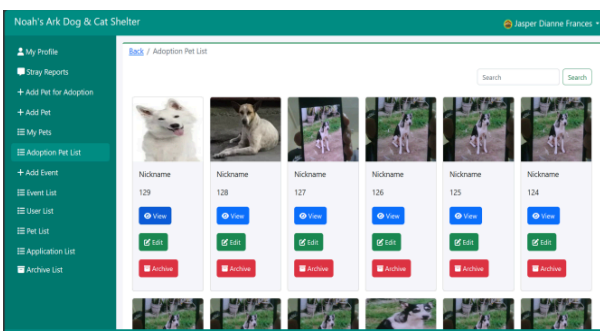 Noah's Ark Dog & Cat Shelter
Jasper Dianne Frances
My Profile
Stray Reports
+ Add Pet for Adoption
+ Add Pet
My Pets
Adoption Pet List
+ Add Event
Event List
User List
Pet List
Application List
Archive List
Back / Adoption Pet List
Search Search
Nickname Nickname Nickname Nickname Nickname Nickname
129 128 127 126 125 124
View View View View View View
Edit Edit Edit Edit Edit Edit
Archive Archive Archive Archive Archive Archive